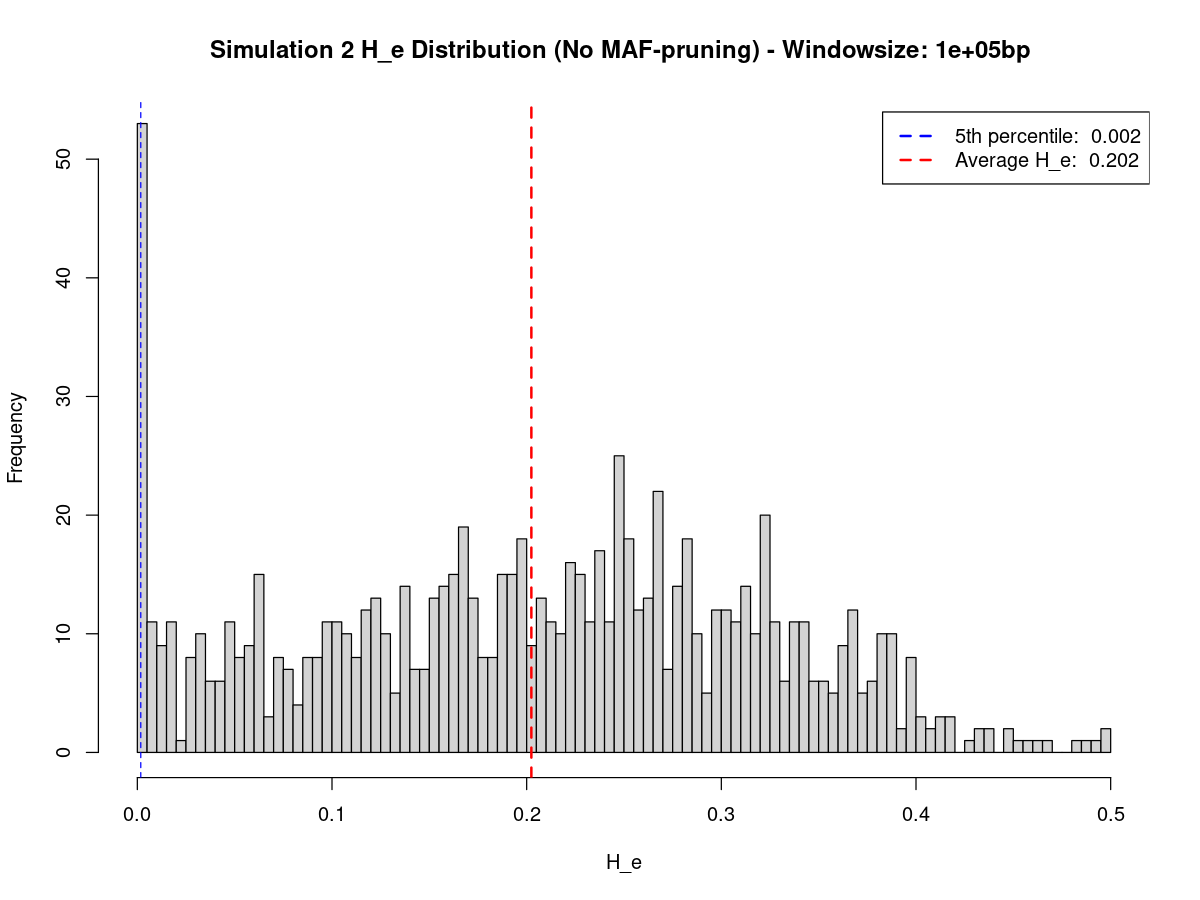 Simulation 2 H_e Distribution (No MAF-pruning) - Windowsize: 1e+05bp
5th percentile:  0.002
Average H_e:  0.202
Frequency
50
40
30
20
10
0
0.0 0.1 0.2 0.3 0.4 0.5
H_e